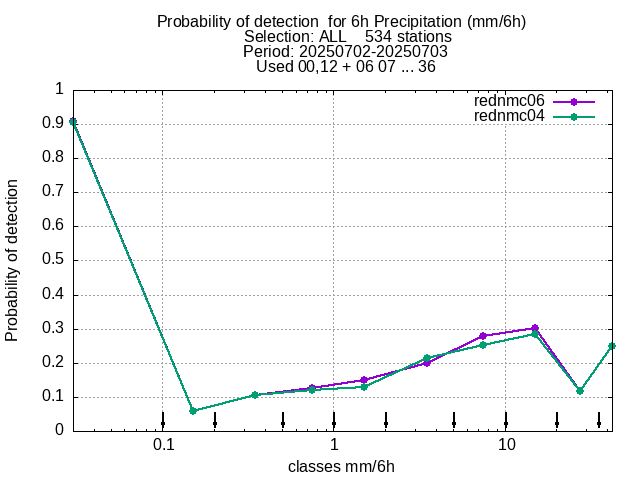 Probability of detection  for 6h Precipitation (mm/6h)
Selection: ALL    534 stations
Period: 20250702-20250703
Used 00,12 + 06 07 ... 36
rednmc06
rednmc04
1
0.9
0.8
0.7
0.6
0.5
0.4
0.3
0.2
0.1
0
Probability of detection
0.1
1
10
classes mm/6h